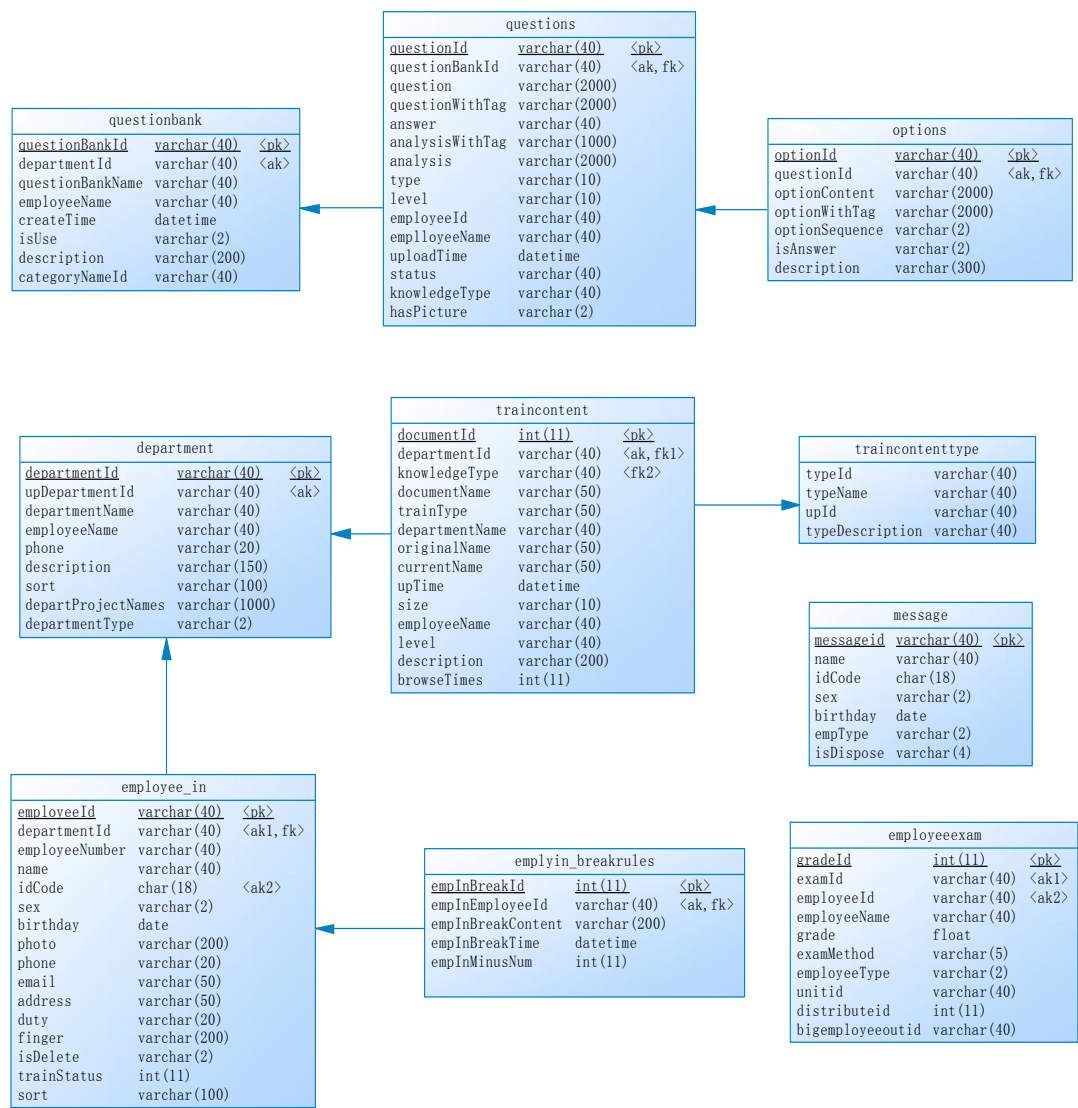 questions
questionId varchar(40) <pk>
questionBankId varchar(40) <ak,fk>
question varchar(2000)
questionWithTag varchar(2000)
answer varchar(40)
analysisWithTag varchar(1000)
analysis varchar(2000)
type varchar(10)
level varchar(10)
employeeId varchar(40)
emplloyeeName varchar(40)
uploadTime datetime
status varchar(40)
knowledgeType varchar(40)
hasPicture varchar(2)
questionbank
questionBankId varchar(40) <pk>
departmentId varchar(40) <ak>
questionBankName varchar(40)
employeeName varchar(40)
createTime datetime
isUse varchar(2)
description varchar(200)
categoryNameId varchar(40)
options
optionId varchar(40) <pk>
questionId varchar(40) <ak,fk>
optionContent varchar(2000)
optionWithTag varchar(2000)
optionSequence varchar(2)
isAnswer varchar(2)
description varchar(300)
traincontent
documentId int(11) <pk>
departmentId varchar(40) <ak,fk1>
knowledgeType varchar(40) <fk2>
documentName varchar(50)
trainType varchar(50)
departmentName varchar(40)
originalName varchar(50)
currentName varchar(50)
upTime datetime
size varchar(10)
employeeName varchar(40)
level varchar(40)
description varchar(200)
browseTimes int(11)
department
departmentId varchar(40) <pk>
upDepartmentId varchar(40) <ak>
departmentName varchar(40)
employeeName varchar(40)
phone varchar(20)
description varchar(150)
sort varchar(100)
departProjectNames varchar(1000)
departmentType varchar(2)
traincontenttype
typeId varchar(40)
typeName varchar(40)
upId varchar(40)
typeDescription varchar(40)
message
messageid varchar(40) <pk>
name varchar(40)
idCode char(18)
sex varchar(2)
birthday date
empType varchar(2)
isDispose varchar(4)
employee_in
employeeId varchar(40) <pk>
departmentId varchar(40) <ak1,fk>
employeeNumber varchar(40)
name varchar(40)
idCode char(18) <ak2>
sex varchar(2)
birthday date
photo varchar(200)
phone varchar(20)
email varchar(50)
address varchar(50)
duty varchar(20)
finger varchar(200)
isDelete varchar(2)
trainStatus int(11)
sort varchar(100)
emplyin_breakrules
empInBreakId int(11) <pk>
empInEmployeeId varchar(40) <ak,fk>
empInBreakContent varchar(200)
empInBreakTime datetime
empInMinusNum int(11)
employeeexam
gradeId int(11) <pk>
examId varchar(40) <ak1>
employeeId varchar(40) <ak2>
employeeName varchar(40)
grade float
examMethod varchar(5)
employeeType varchar(2)
unitid varchar(40)
distributeid int(11)
bigemployeeoutid varchar(40)